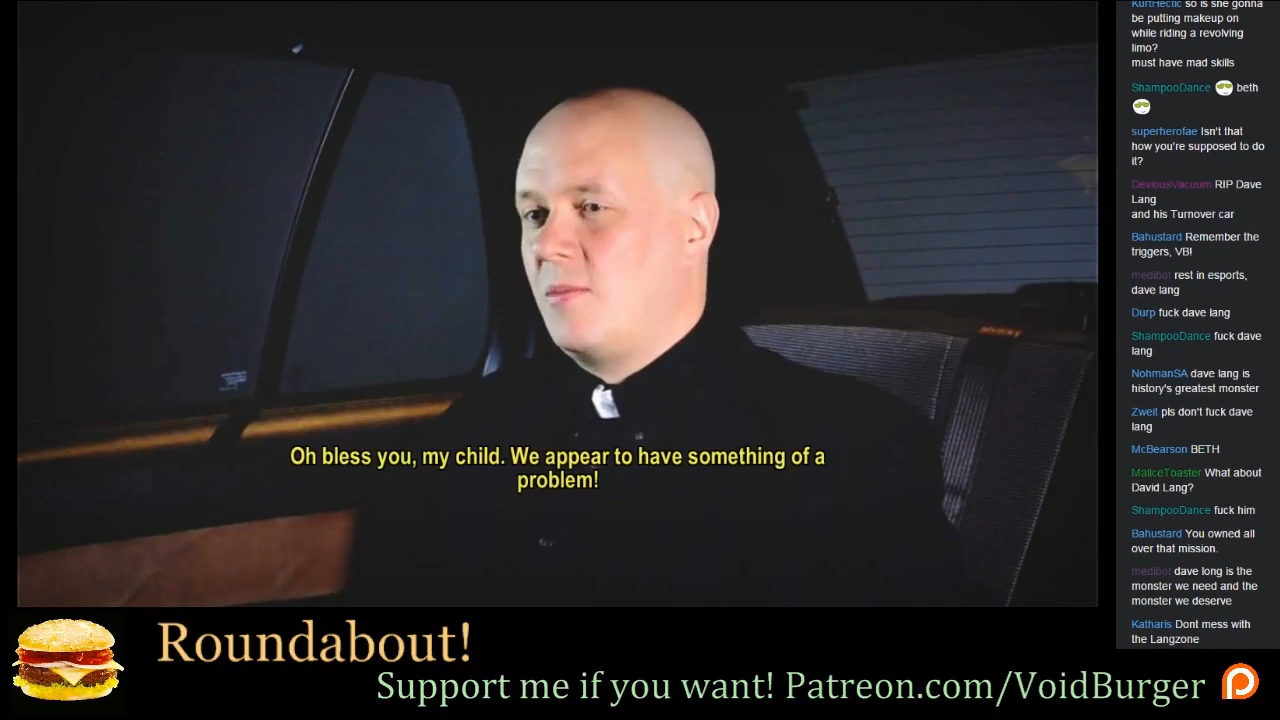 Oh bless you, my child. We appear to have something of a
problem!
KurtHectic so is she gonna
be putting makeup on
while riding a revolving
limo?
must have mad skills
ShampooDance beth
superherofae Isn't that
how you're supposed to do
it?
DeviousVacuum RIP Dave
Lang
and his Turnover car
Bahustard Remember the
triggers, VB!
medibot rest in esports,
dave lang
Durp fuck dave lang
ShampooDance fuck dave
lang
NohmanSA dave lang is
history's greatest monster
Zweit pls don't fuck dave
lang
McBearson BETH
MaliceToaster What about
David Lang?
ShampooDance fuck him
Bahustard You owned all
over that mission.
medibot dave long is the
monster we need and the
monster we deserve
Katharis Dont mess with
the Langzone
Roundabout!
Support me if you want! Patreon.com/VoidBurger